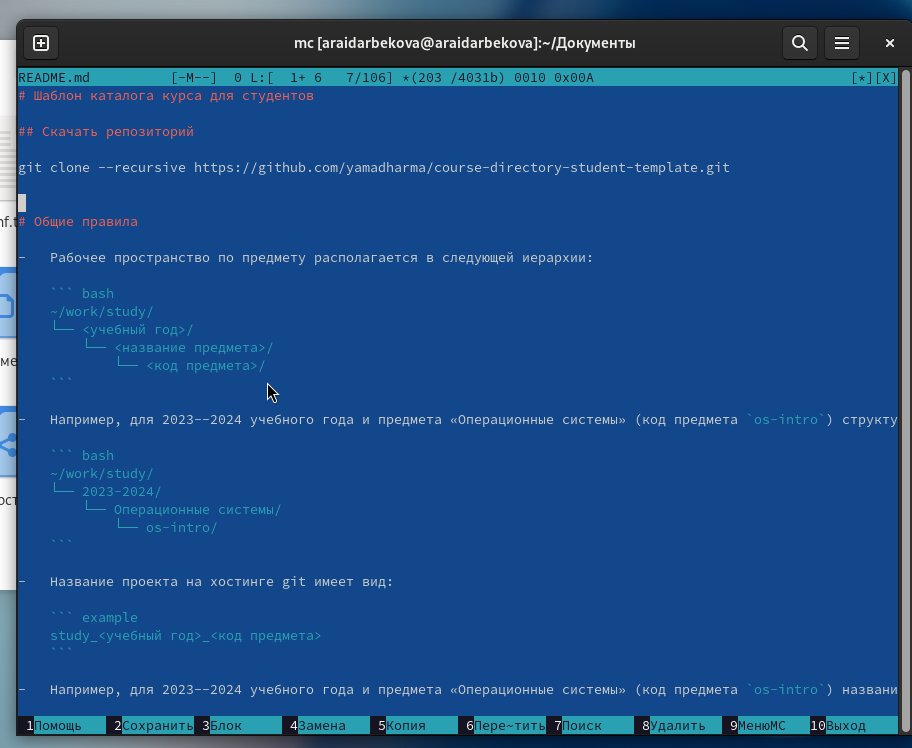 mc [araidarbekova@araidarbekova]:~/Документы
README.md [-M--] 0 L:[ 1+ 6 7/106] *(203 /4031b) 0010 0x00A [*][X]
# Шаблон каталога курса для студентов
## Скачать репозиторий
git clone --recursive https://github.com/yamadharma/course-directory-student-template.git
# Общие правила
- Рабочее пространство по предмету располагается в следующей иерархии:
``` bash
~/work/study/
└── <учебный год>/
└── <название предмета>/
└── <код предмета>/
```
- Например, для 2023--2024 учебного года и предмета «Операционные системы» (код предмета `os-intro`) структу
``` bash
~/work/study/
└── 2023-2024/
└── Операционные системы/
└── os-intro/
```
- Название проекта на хостинге git имеет вид:
``` example
study_<учебный год>_<код предмета>
```
- Например, для 2023--2024 учебного года и предмета «Операционные системы» (код предмета `os-intro`) названи
1Помощь 2Сохранить 3Блок 4Замена 5Копия 6Пере~тить 7Поиск 8Удалить 9МенюMC 10Выход